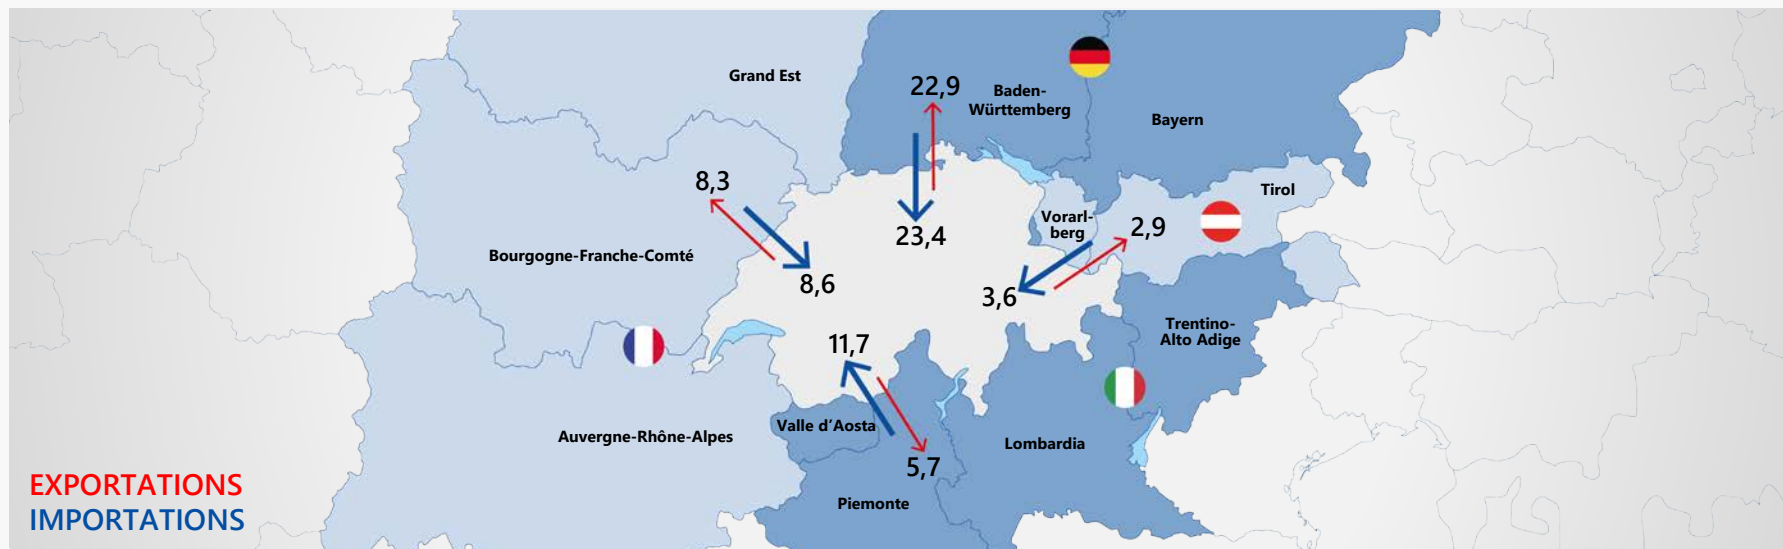 Grand Est
22,9
Baden-
Württemberg
Bayern
8,3
Tirol
Vorarl-
berg
2,9
23,4
Bourgogne-Franche-Comté
8,6
3,6
Trentino-
Alto Adige
11,7
Valle d’Aosta
Auvergne-Rhône-Alpes
Lombardia
5,7
Piemonte
EXPORTATIONS
IMPORTATIONS